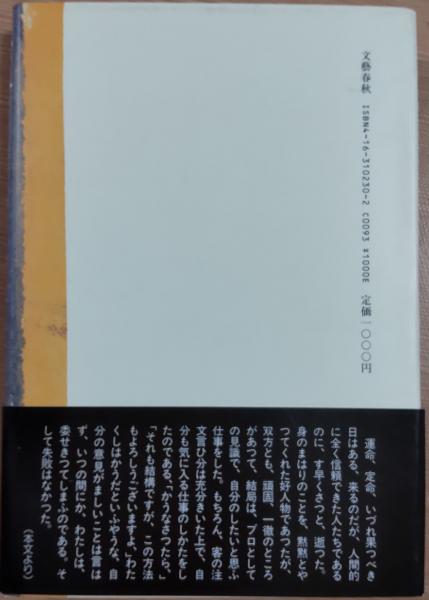 文藝春秋 ISBN4-16-310230-2 C0093 ¥1000E 定価一〇〇〇円
運命、定命、いづれ果つべき
日はある、来るのだが、人間的
に全く信頼できた人たちである
のに、す早くさつと、逝つた。
身のまはりのことを、黙黙とや
つてくれた好人物であつたが、
双方とも、頑固、一徹のところ
があつて、結局は、プロとして
の見識で、自分のしたいと思ふ
仕事をした。もちろん、客の注
文言ひ分は充分きいた上で、自
分も気に入る仕事のしかたをし
たのである。「かうなさつたら。」
「それも結構ですが、この方法
もよろしうございますよ。」わた
くしはかうだといふやうな、自
分の意見がましいことは言は
ず、いつの間にか、わたしは、
委せきつてしまふのである。そ
して失敗はなかつた。
（本文より）